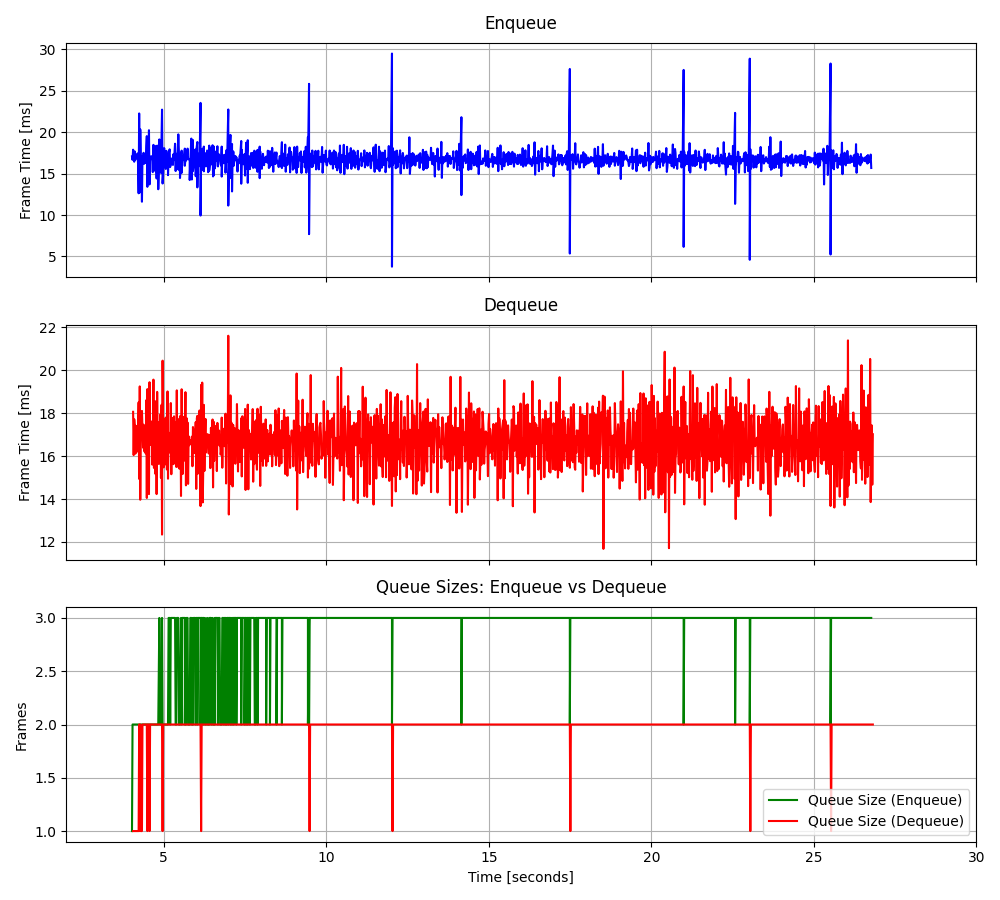 Enqueue
Frame Time [ms]
30
25
20
15
10
5
Dequeue
Frame Time [ms]
22
20
18
16
14
12
Queue Sizes: Enqueue vs Dequeue
Frames
3.0
2.5
2.0
1.5
1.0
Queue Size (Enqueue)
Queue Size (Dequeue)
5 10 15 20 25 30
Time [seconds]